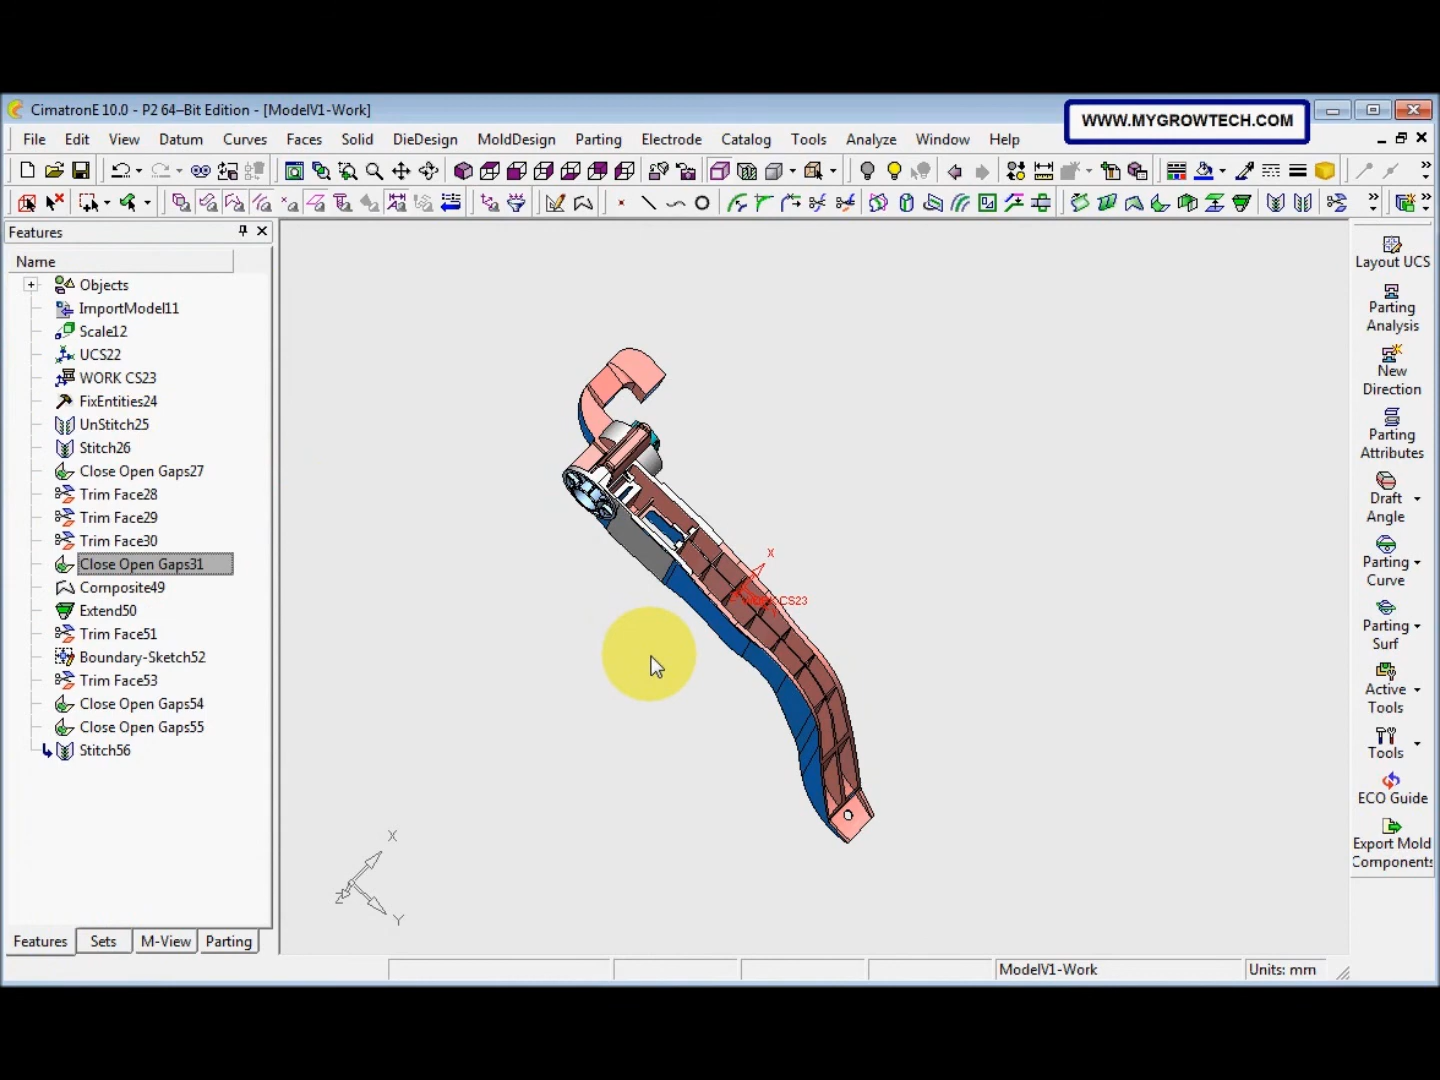 CimatronE 10.0 - P2 64–Bit Edition - [ModelV1-Work]
WWW.MYGROWTECH.COM
File Edit View Datum Curves Faces Solid DieDesign MoldDesign Parting Electrode Catalog Tools Analyze Window Help
Features
Name
Objects
ImportModel11
Scale12
UCS22
WORK CS23
FixEntities24
UnStitch25
Stitch26
Close Open Gaps27
Trim Face28
Trim Face29
Trim Face30
Close Open Gaps31
Composite49
Extend50
Trim Face51
Boundary-Sketch52
Trim Face53
Close Open Gaps54
Close Open Gaps55
Stitch56
Features Sets M-View Parting
X
CS23
X
Z
Y
Layout UCS
Parting
Analysis
New
Direction
Parting
Attributes
Draft
Angle
Parting
Curve
Parting
Surf
Active
Tools
Tools
ECO Guide
Export Mold
Components
ModelV1-Work
Units: mm